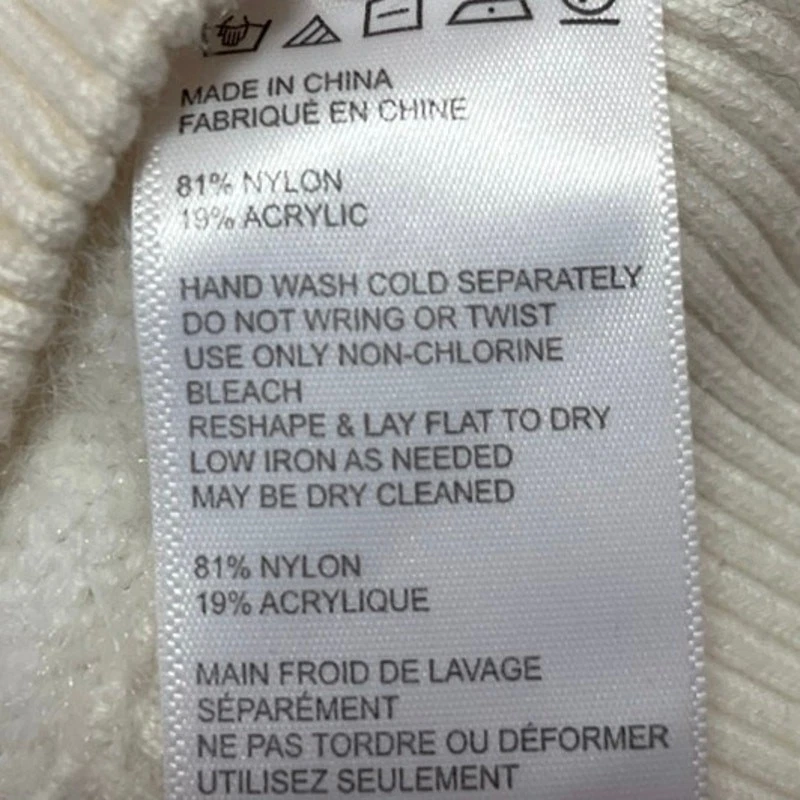 MADE IN CHINA
FABRIQUÉ EN CHINE
81% NYLON
19% ACRYLIC
HAND WASH COLD SEPARATELY
DO NOT WRING OR TWIST
USE ONLY NON-CHLORINE
BLEACH
RESHAPE & LAY FLAT TO DRY
LOW IRON AS NEEDED
MAY BE DRY CLEANED
81% NYLON
19% ACRYLIQUE
MAIN FROID DE LAVAGE
SÉPARÉMENT
NE PAS TORDRE OU DÉFORMER
UTILISEZ SEULEMENT